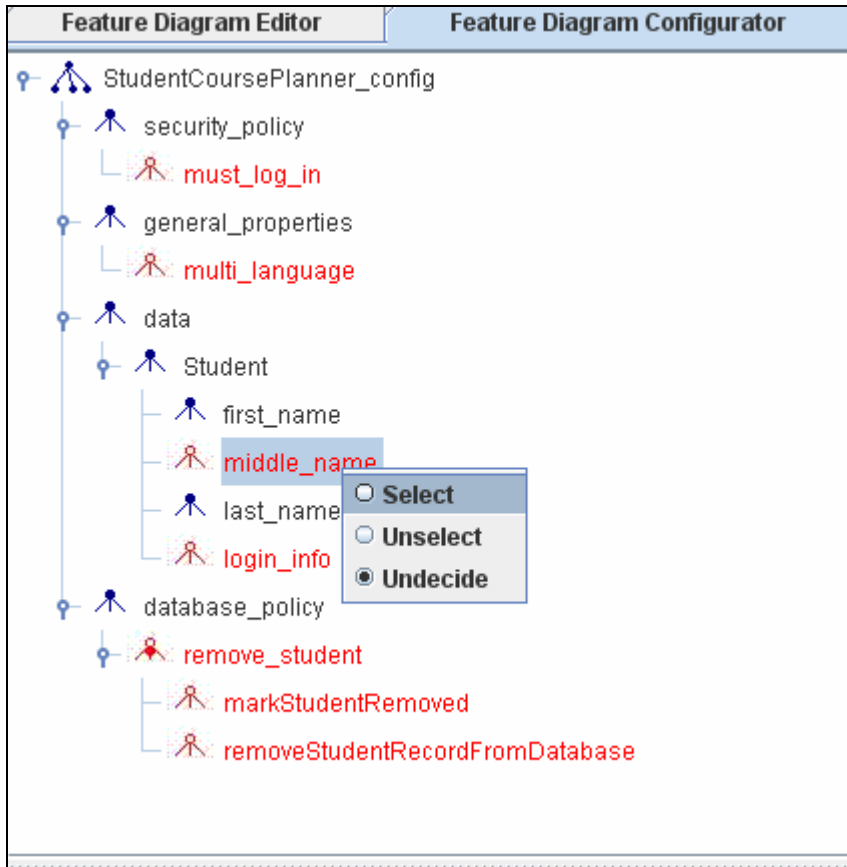 Feature Diagram Editor
Feature Diagram Configurator
StudentCoursePlanner_config
security_policy
must_log_in
general_properties
multi_language
data
Student
first_name
middle_name
Select
last_name
Unselect
login_info
Undecide
database_policy
remove_student
markStudentRemoved
removeStudentRecordFromDatabase